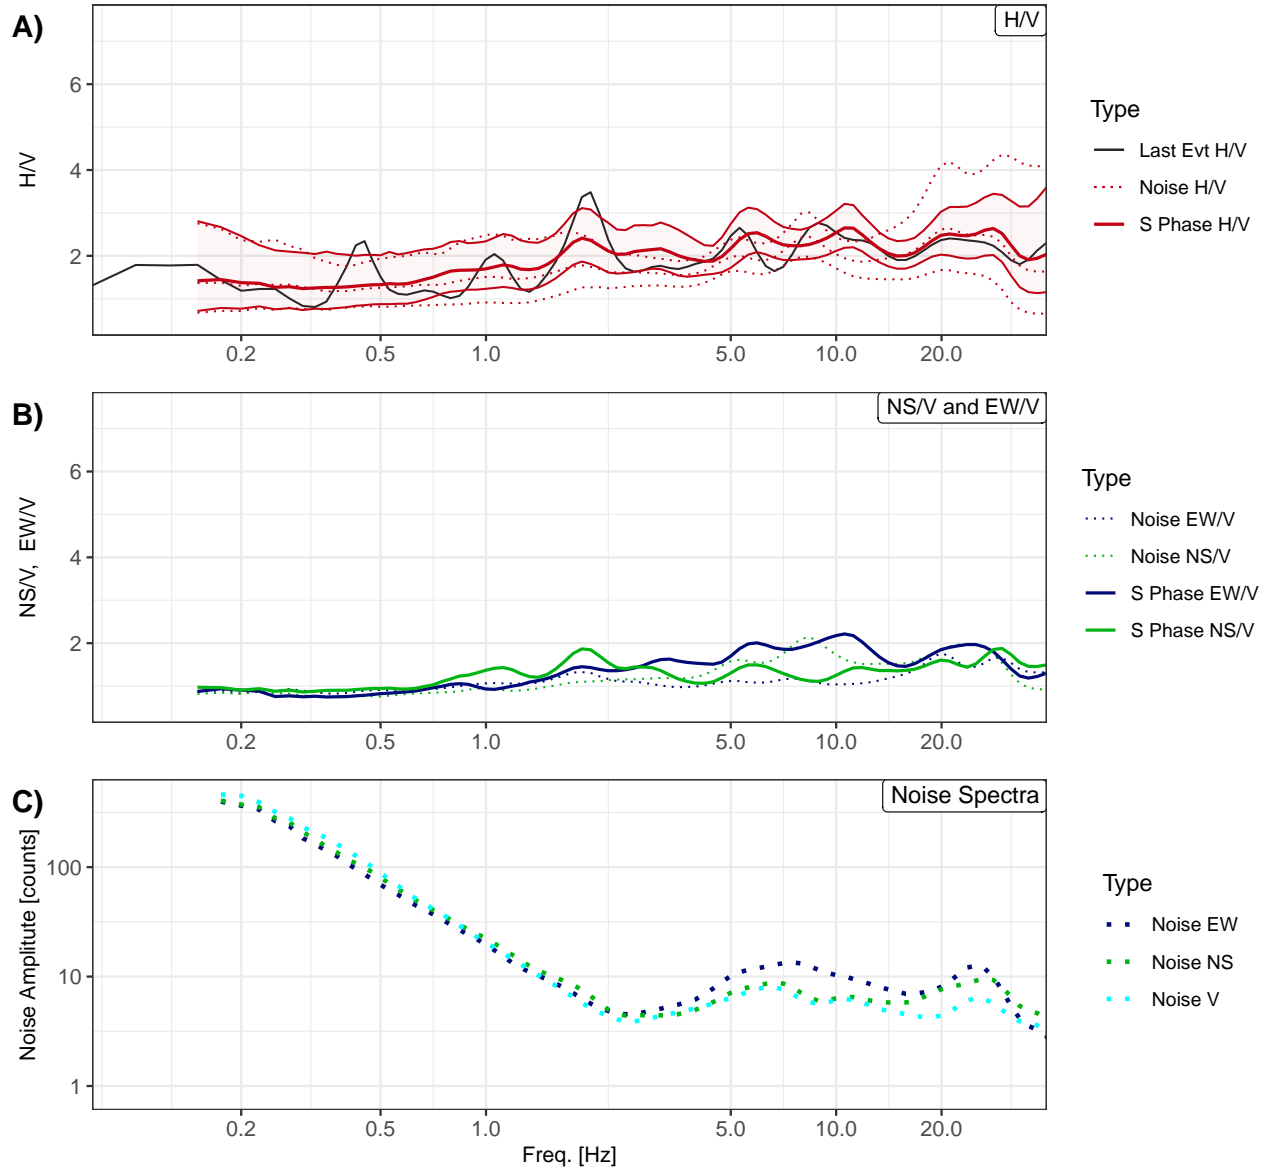 A)
H/V
6
4
2
H/V
0.2 0.5 1.0 5.0 10.0 20.0
Type
Last Evt H/V
Noise H/V
S Phase H/V
B)
NS/V and EW/V
6
4
2
NS/V, EW/V
0.2 0.5 1.0 5.0 10.0 20.0
Type
Noise EW/V
Noise NS/V
S Phase EW/V
S Phase NS/V
C)
Noise Spectra
100
10
1
Noise Amplitute [counts]
0.2 0.5 1.0 5.0 10.0 20.0
Freq. [Hz]
Type
Noise EW
Noise NS
Noise V